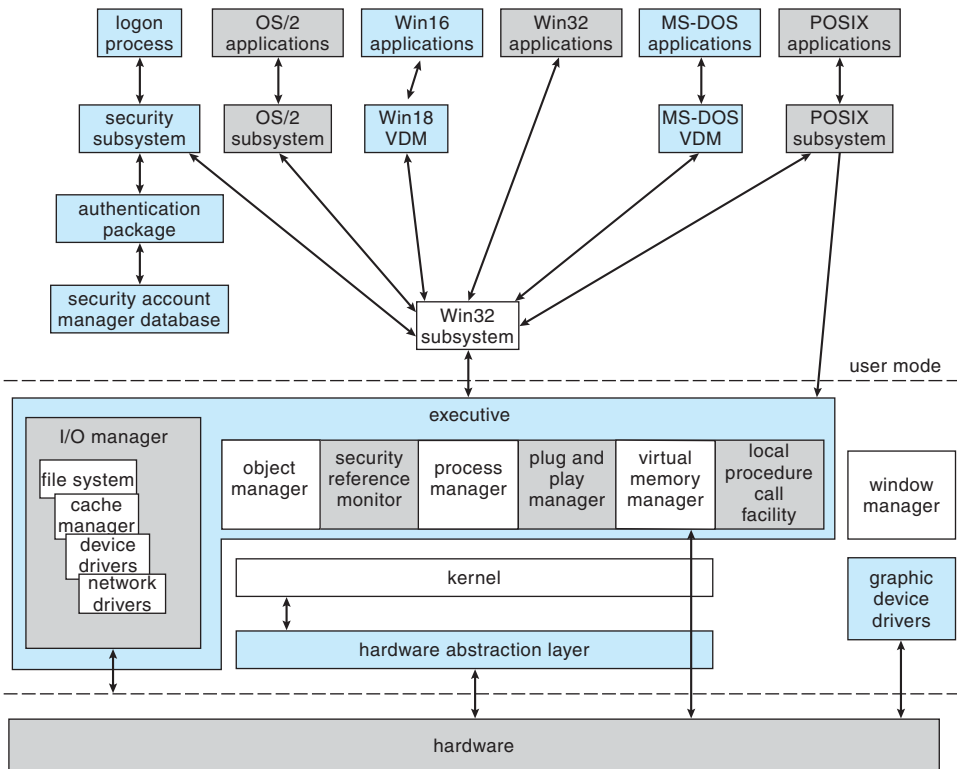 logon
process
OS/2
applications
Win16
applications
Win32
applications
MS-DOS
applications
POSIX
applications
security
subsystem
OS/2
subsystem
Win18
VDM
MS-DOS
VDM
POSIX
subsystem
authentication
package
security account
manager database
Win32
subsystem
user mode
executive
I/O manager
file system
cache
manager
device
drivers
network
drivers
object
manager
security
reference
monitor
process
manager
plug and
play
manager
virtual
memory
manager
local
procedure
call
facility
window
manager
kernel
graphic
device
drivers
hardware abstraction layer
hardware